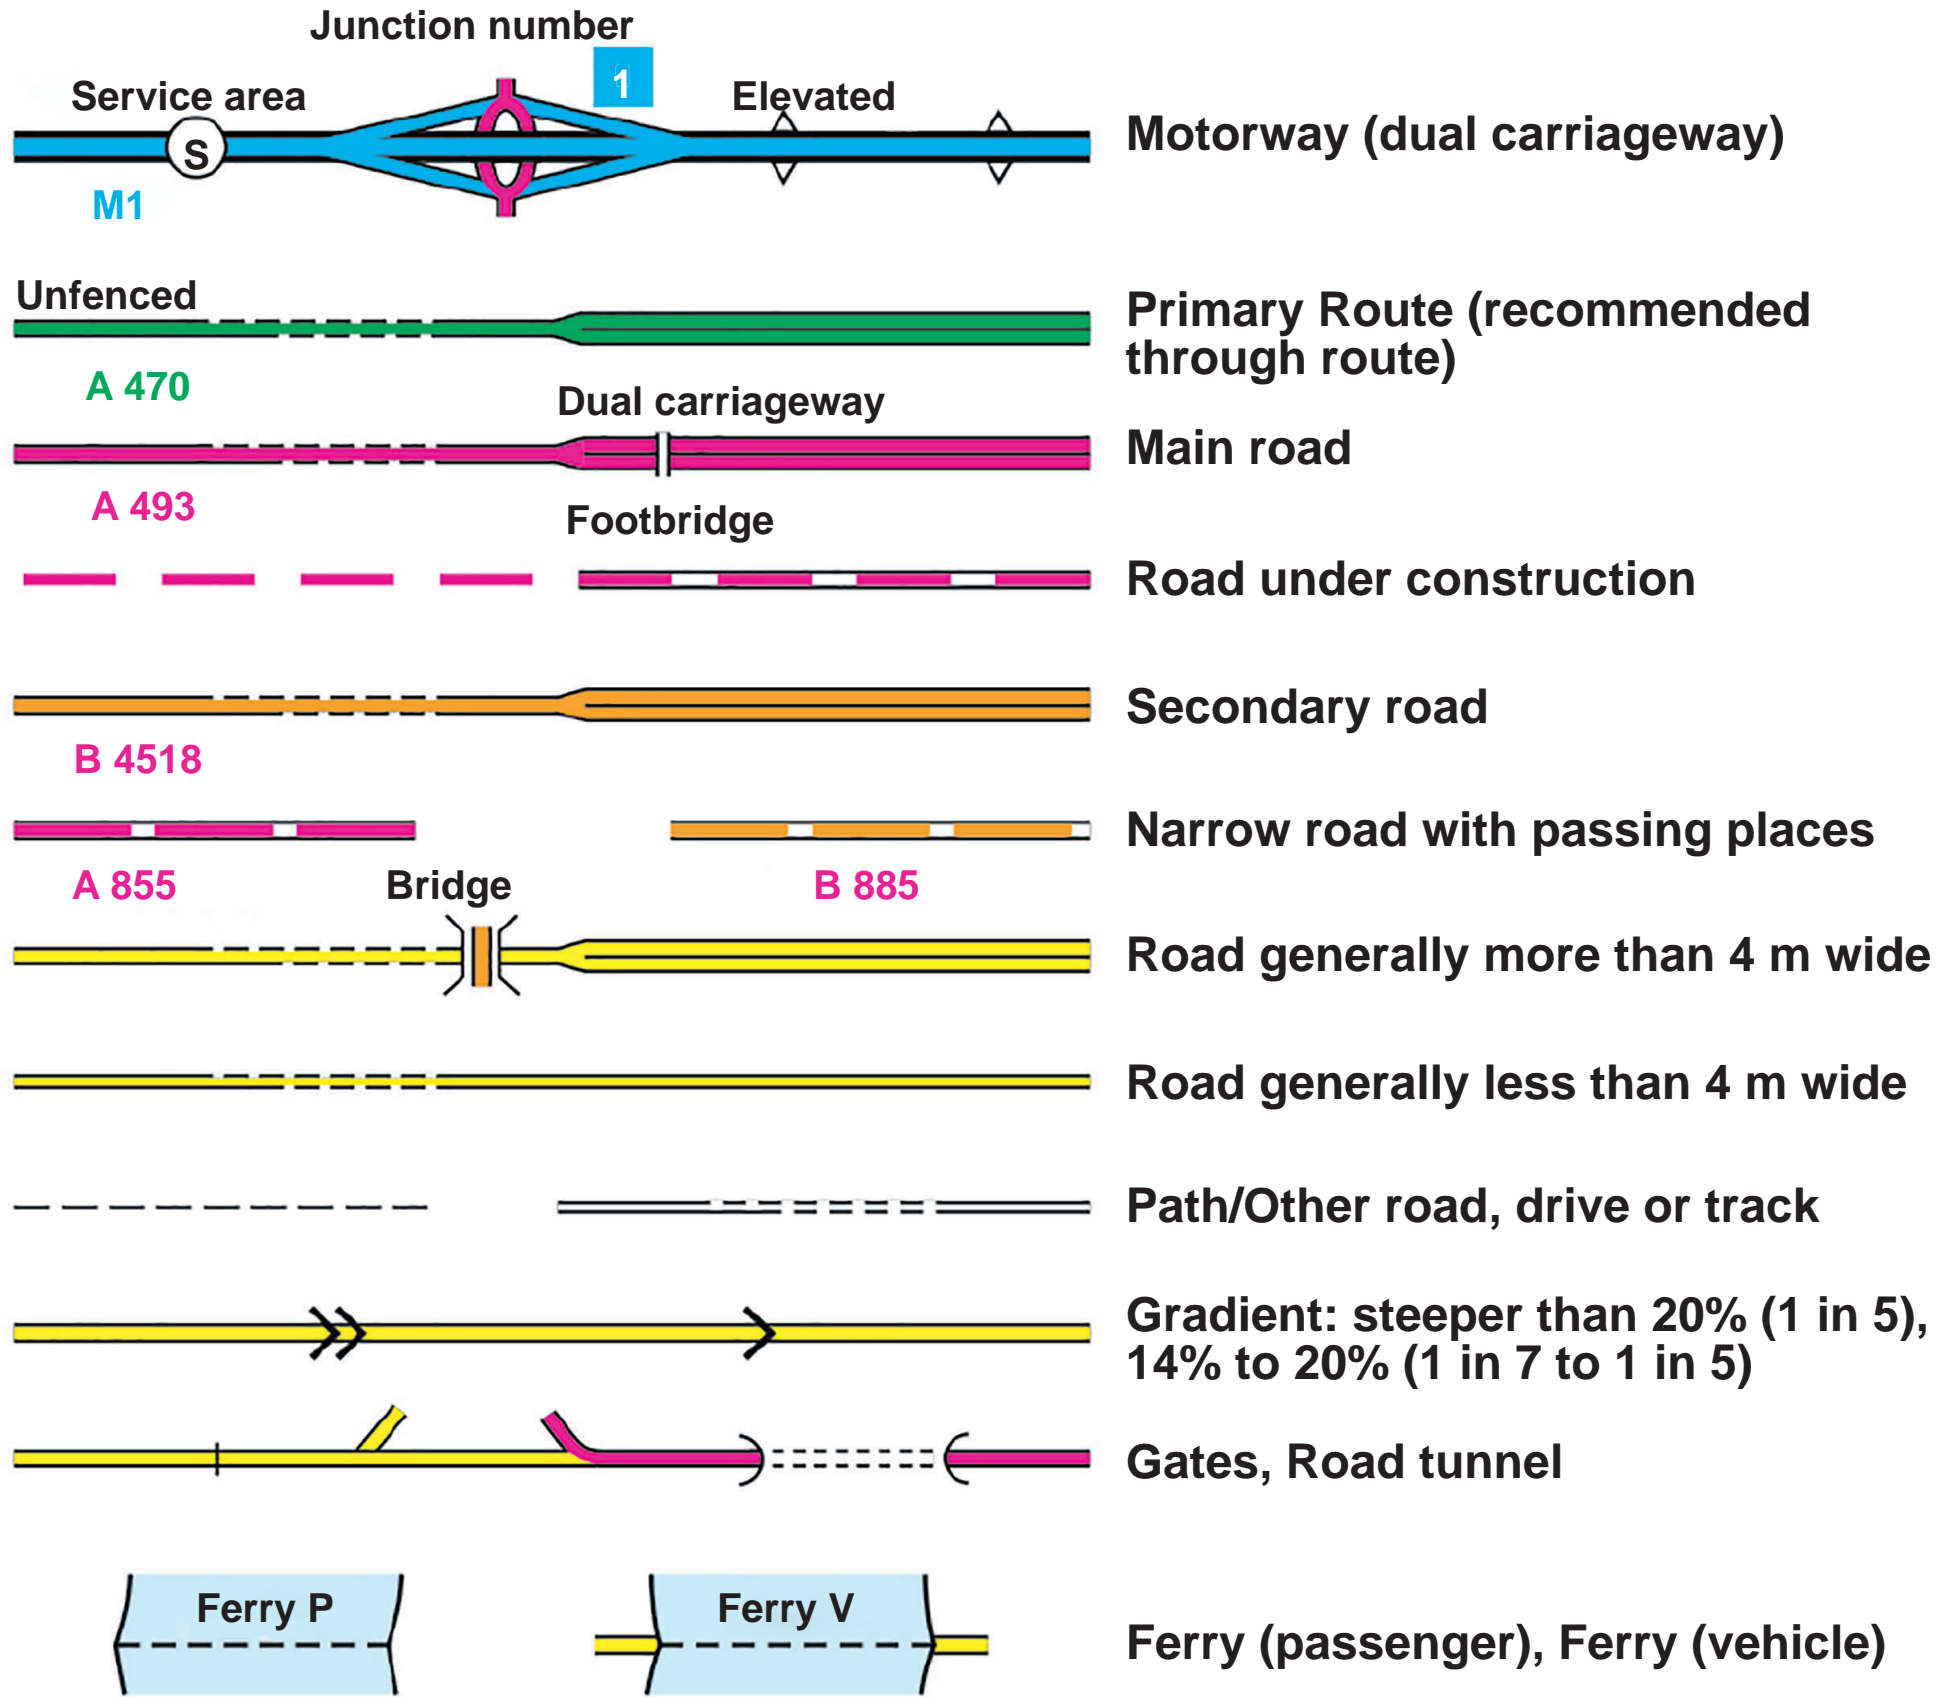 Junction number
1
Service area
Elevated
S
Motorway (dual carriageway)
M1
Unfenced
Primary Route (recommended
through route)
A 470
Dual carriageway
Main road
A 493
Footbridge
Road under construction
Secondary road
B 4518
Narrow road with passing places
A 855
Bridge
B 885
Road generally more than 4 m wide
Road generally less than 4 m wide
Path/Other road, drive or track
Gradient: steeper than 20% (1 in 5),
14% to 20% (1 in 7 to 1 in 5)
Gates, Road tunnel
Ferry P
Ferry V
Ferry (passenger), Ferry (vehicle)